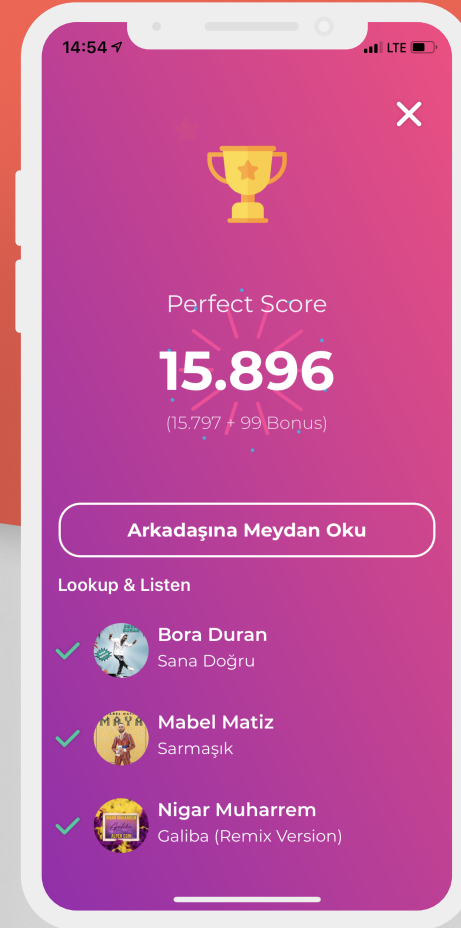 14:54
LTE
Perfect Score
15.896
(15.797 + 99 Bonus)
Arkadaşına Meydan Oku
Lookup & Listen
Bora Duran
Sana Doğru
MAYA
Mabel Matiz
Sarmaşık
Nigar Muharrem
Galiba (Remix Version)